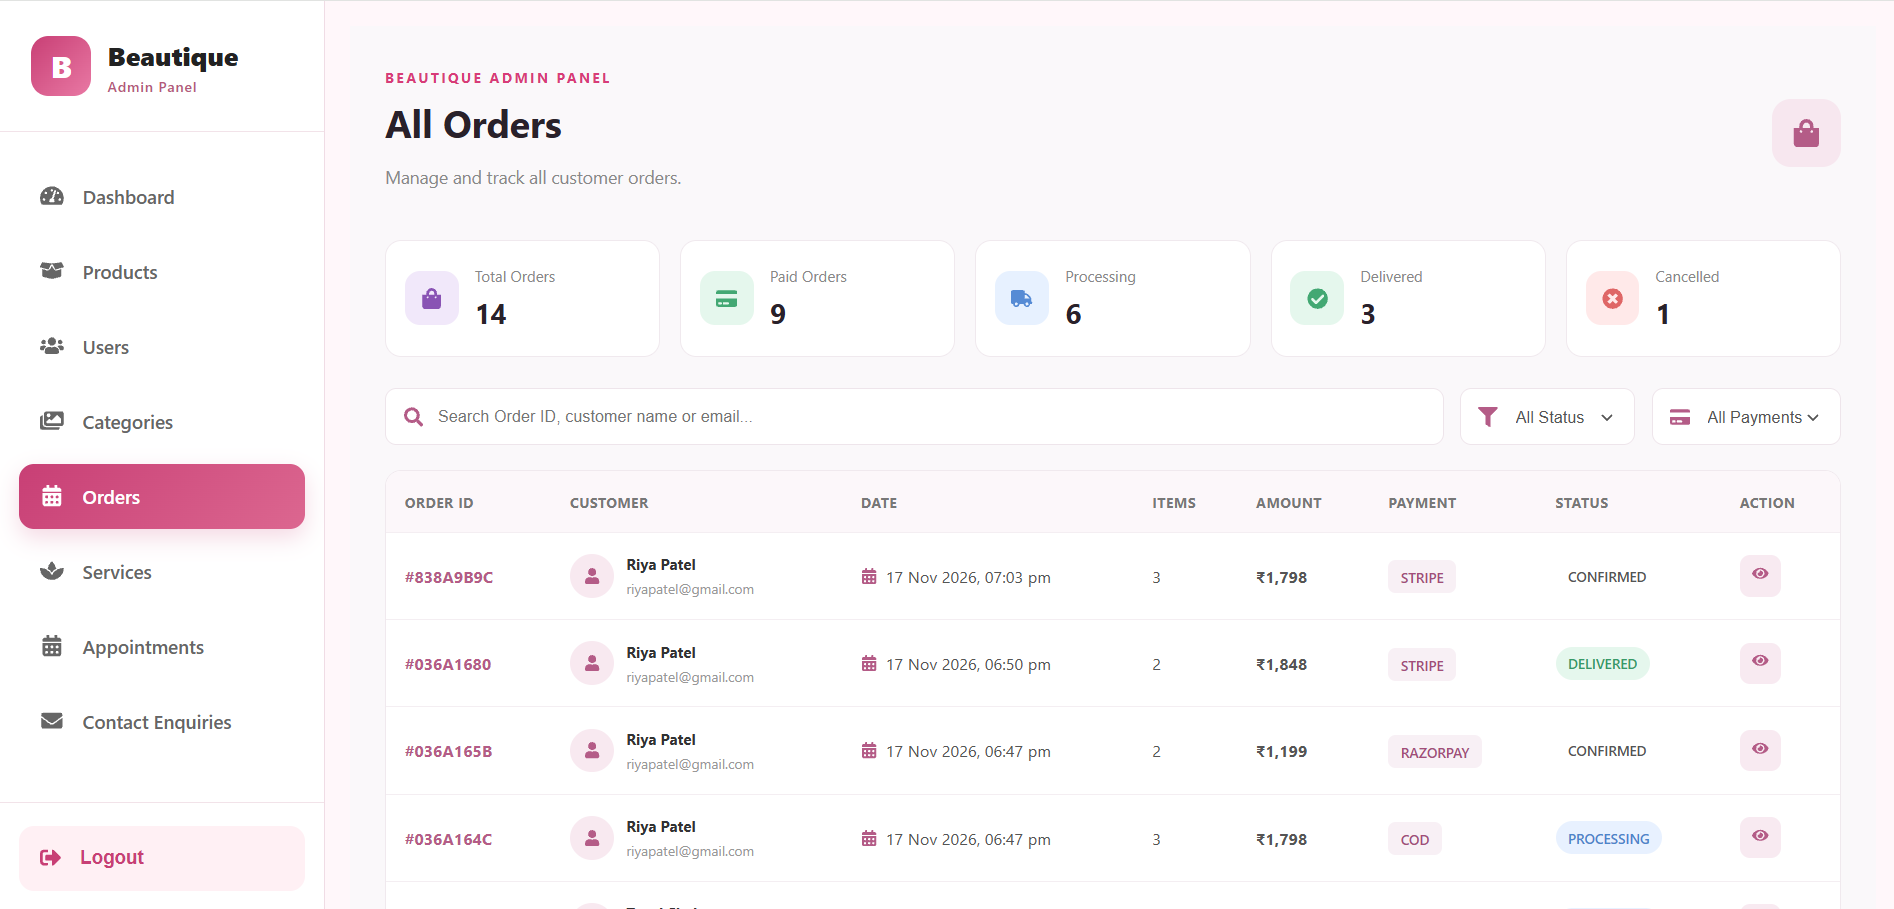 B
Beautique
Admin Panel
Dashboard
Products
Users
Categories
Orders
Services
Appointments
Contact Enquiries
Logout
BEAUTIQUE ADMIN PANEL
All Orders
Manage and track all customer orders.
Total Orders
14
Paid Orders
9
Processing
6
Delivered
3
Cancelled
1
Search Order ID, customer name or email...
All Status
All Payments
ORDER ID CUSTOMER DATE ITEMS AMOUNT PAYMENT STATUS ACTION
#838A9B9C Riya Patel 17 Nov 2026, 07:03 pm 3 ₹1,798 STRIPE CONFIRMED
riyapatel@gmail.com
#036A1680 Riya Patel 17 Nov 2026, 06:50 pm 2 ₹1,848 STRIPE DELIVERED
riyapatel@gmail.com
#036A165B Riya Patel 17 Nov 2026, 06:47 pm 2 ₹1,199 RAZORPAY CONFIRMED
riyapatel@gmail.com
#036A164C Riya Patel 17 Nov 2026, 06:47 pm 3 ₹1,798 COD PROCESSING
riyapatel@gmail.com